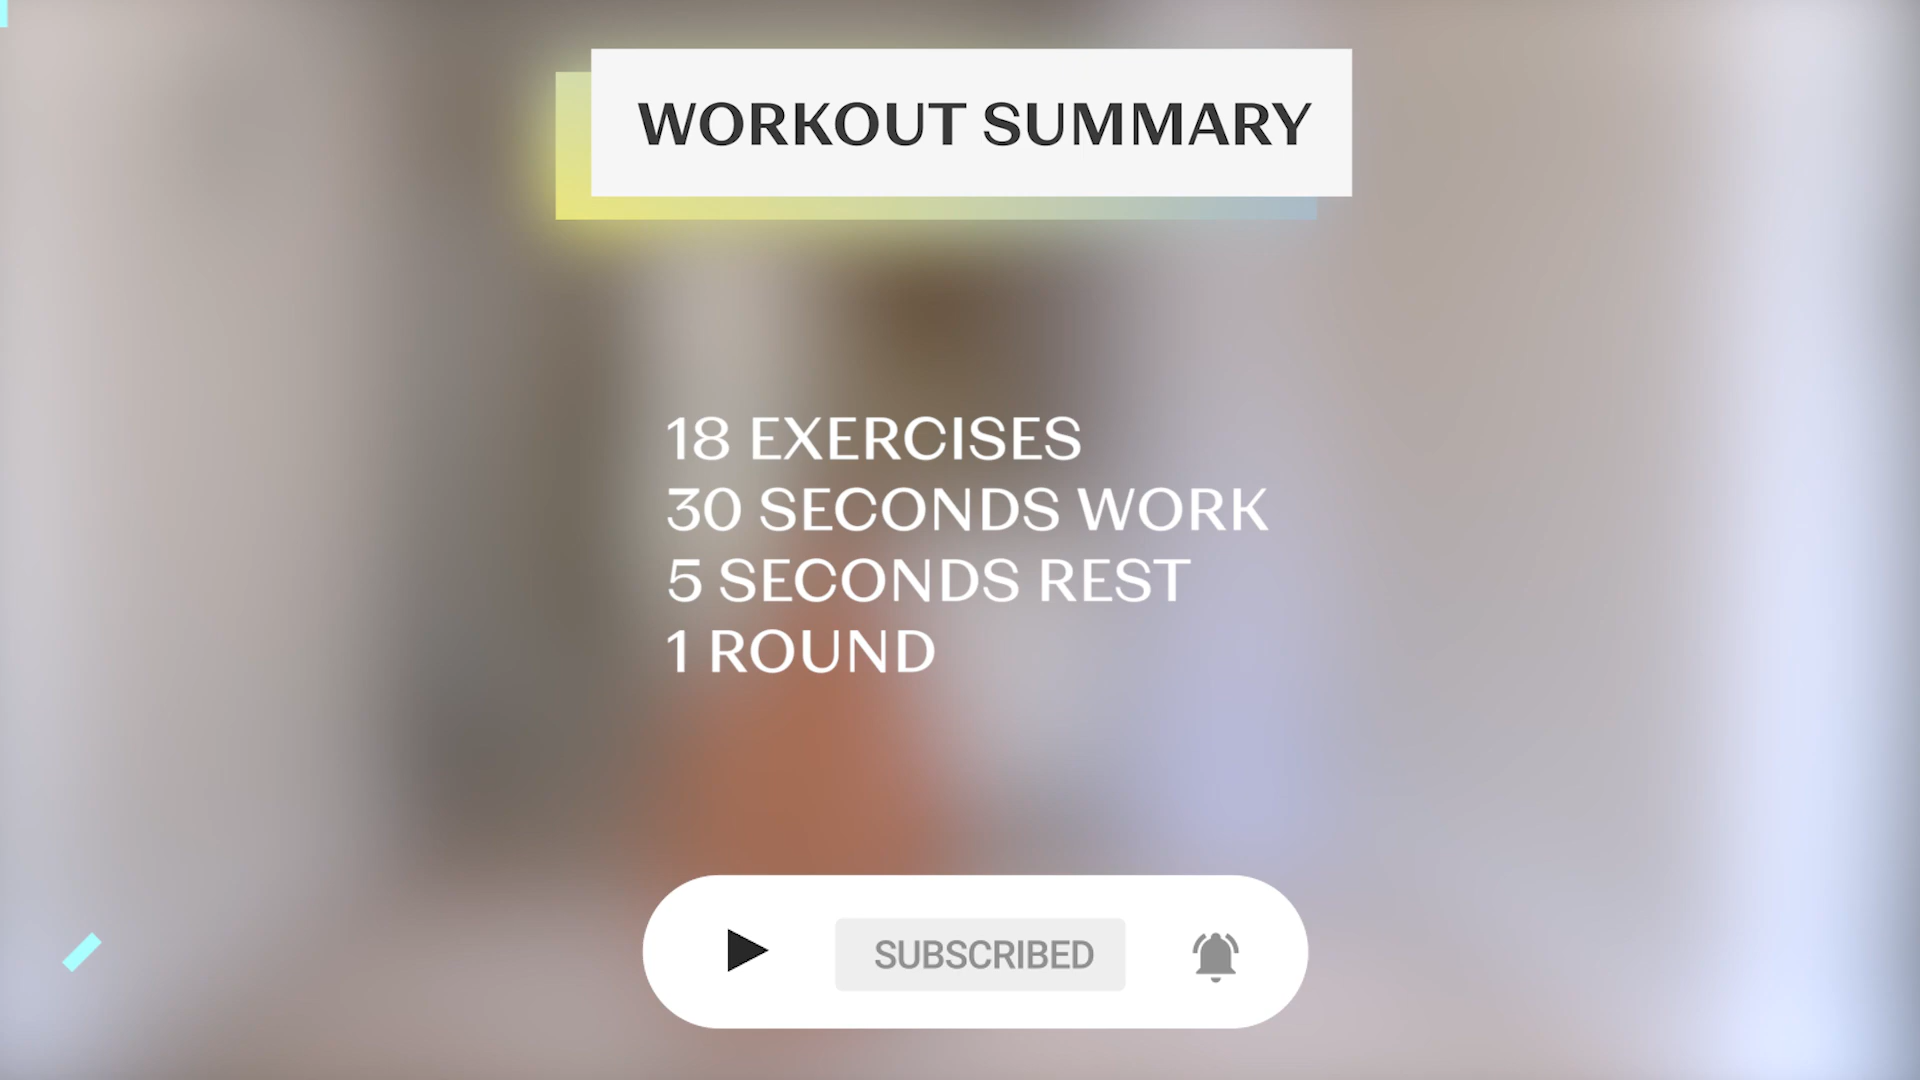 WORKOUT SUMMARY
18 EXERCISES
30 SECONDS WORK
5 SECONDS REST
1 ROUND
SUBSCRIBED